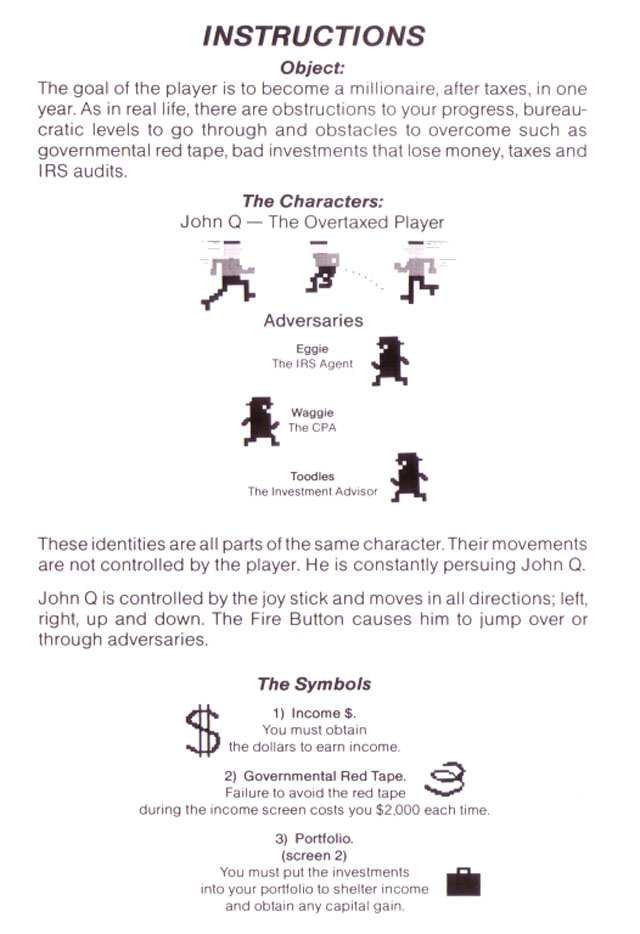 INSTRUCTIONS
Object:
The goal of the player is to become a millionaire, after taxes, in one
year. As in real life, there are obstructions to your progress, bureau-
cratic levels to go through and obstacles to overcome such as
governmental red tape, bad investments that lose money, taxes and
IRS audits.
The Characters:
John Q — The Overtaxed Player
Adversaries
Eggie
The IRS Agent
Waggie
The CPA
Toodles
The Investment Advisor
These identities are all parts of the same character. Their movements
are not controlled by the player. He is constantly persuing John Q.
John Q is controlled by the joy stick and moves in all directions; left,
right, up and down. The Fire Button causes him to jump over or
through adversaries.
The Symbols
1) Income $.
You must obtain
the dollars to earn income.
2) Governmental Red Tape.
Failure to avoid the red tape
during the income screen costs you $2,000 each time.
3) Portfolio.
(screen 2)
You must put the investments
into your portfolio to shelter income
and obtain any capital gain.